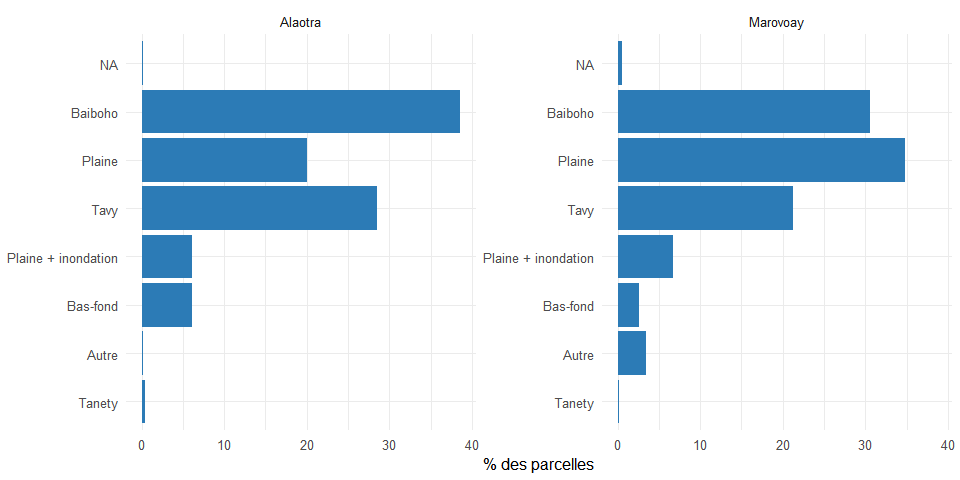 Alaotra
NA
Baiboho
Plaine
Tavy
Plaine + inondation
Bas-fond
Autre
Tanety
0 10 20 30 40
Marovoay
NA
Baiboho
Plaine
Tavy
Plaine + inondation
Bas-fond
Autre
Tanety
0 10 20 30 40
% des parcelles